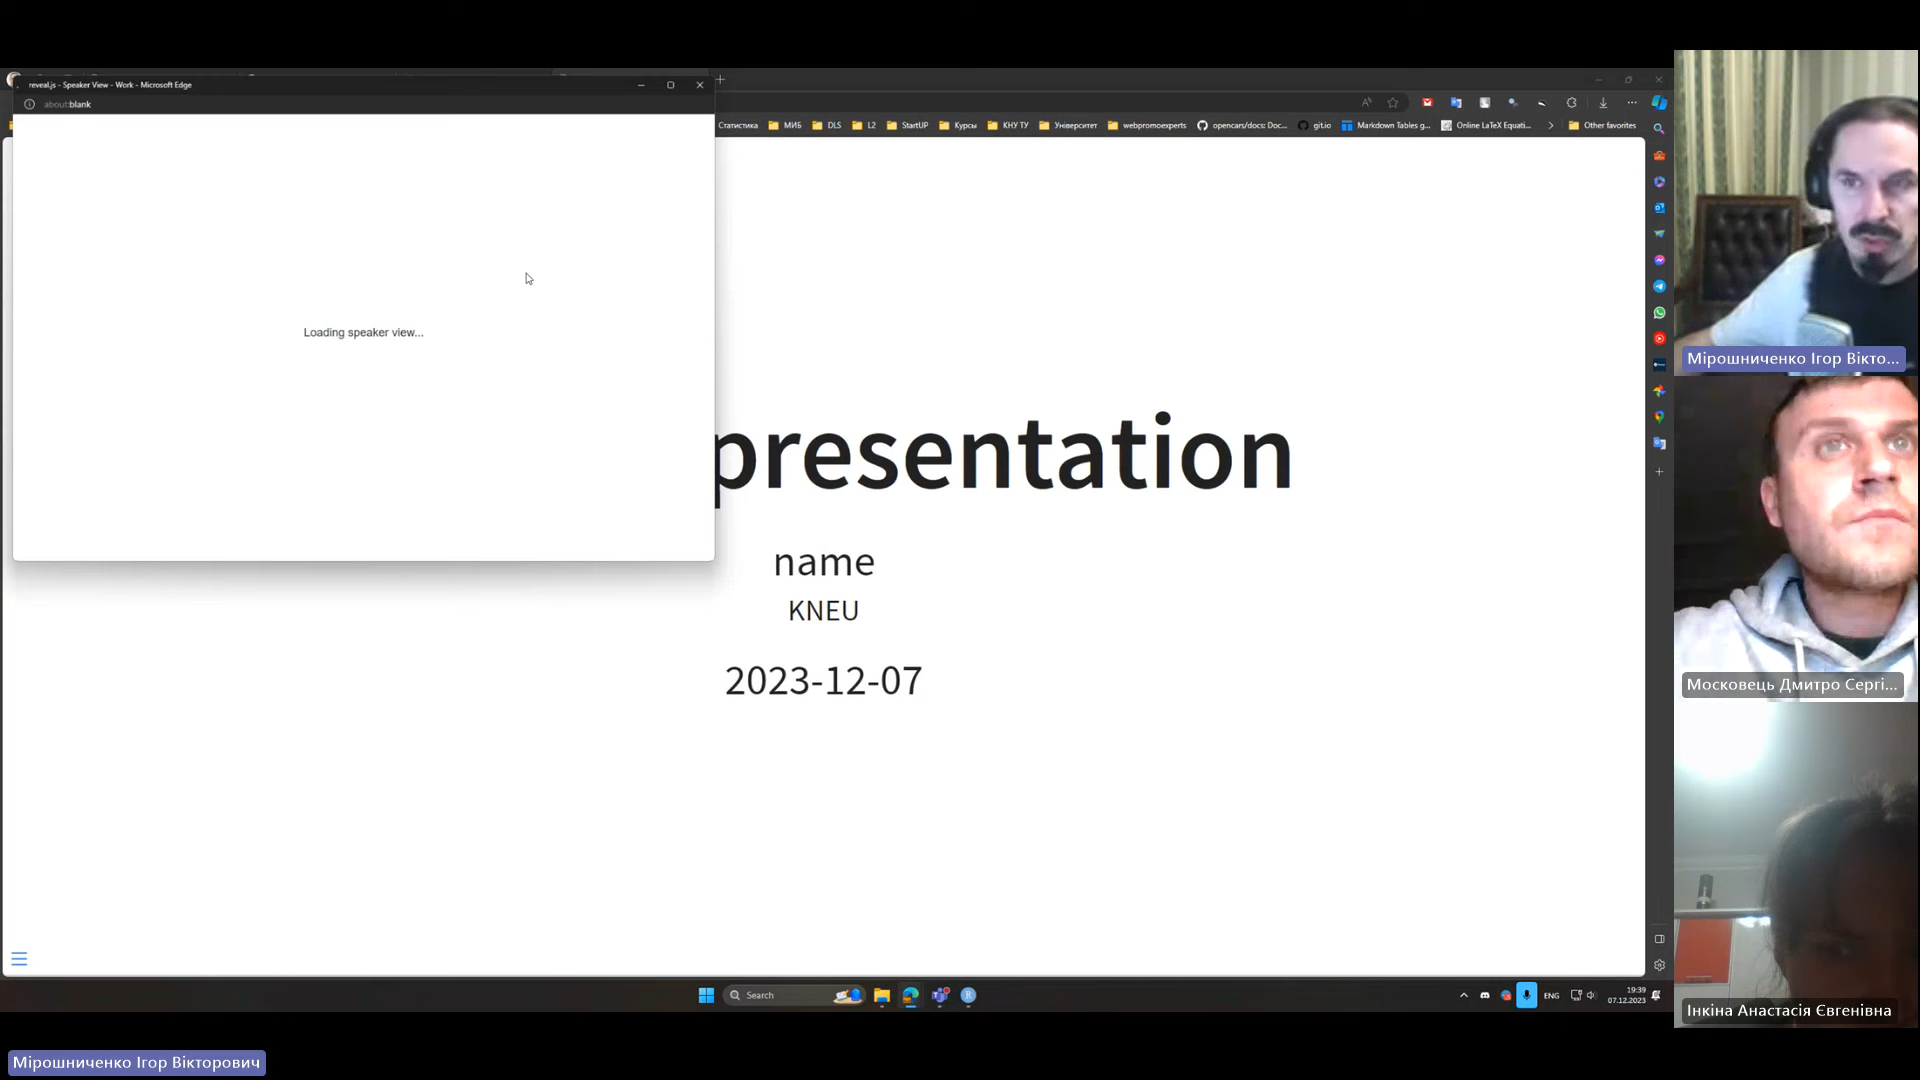 reveal.js - Speaker View - Work - Microsoft Edge
about:blank
Статистика МИБ DLS L2 StartUP Курсы КНУ ТУ Університет webpromoexperts opencars/docs: Doc... git.io Markdown Tables g... Online LaTeX Equati... Other favorites
Loading speaker view...
presentation
name
KNEU
2023-12-07
Мірошниченко Ігор Вікто...
Московець Дмитро Сергі...
Інкіна Анастасія Євгенівна
Search
ENG
19:39
07.12.2023
Мірошниченко Ігор Вікторович